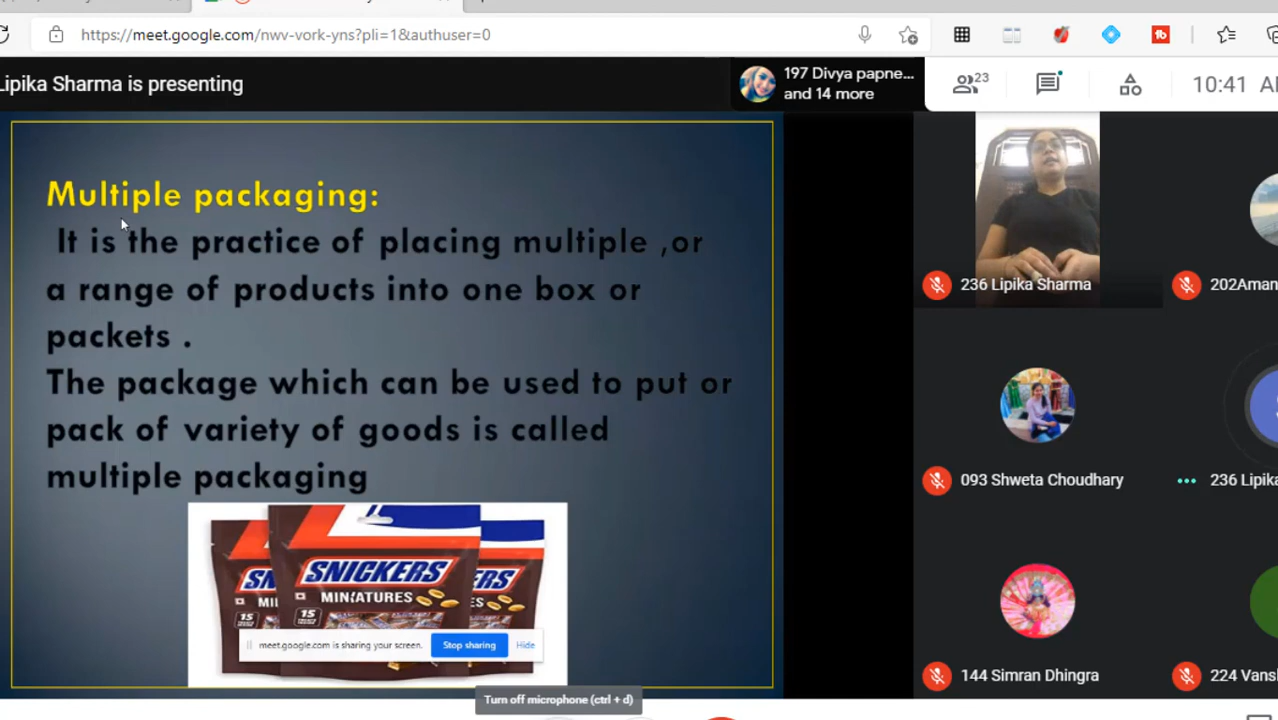 https://meet.google.com/nwv-vork-yns?pli=1&authuser=0
Lipika Sharma is presenting
197 Divya papne...
and 14 more
23
10:41 AM
Multiple packaging:
It is the practice of placing multiple ,or
a range of products into one box or
packets .
The package which can be used to put or
pack of variety of goods is called
multiple packaging
SNICKERS
MINIATURES
15
meet.google.com is sharing your screen.
Stop sharing
Hide
Turn off microphone (ctrl + d)
236 Lipika Sharma
202Aman
093 Shweta Choudhary
236 Lipika
144 Simran Dhingra
224 Vans